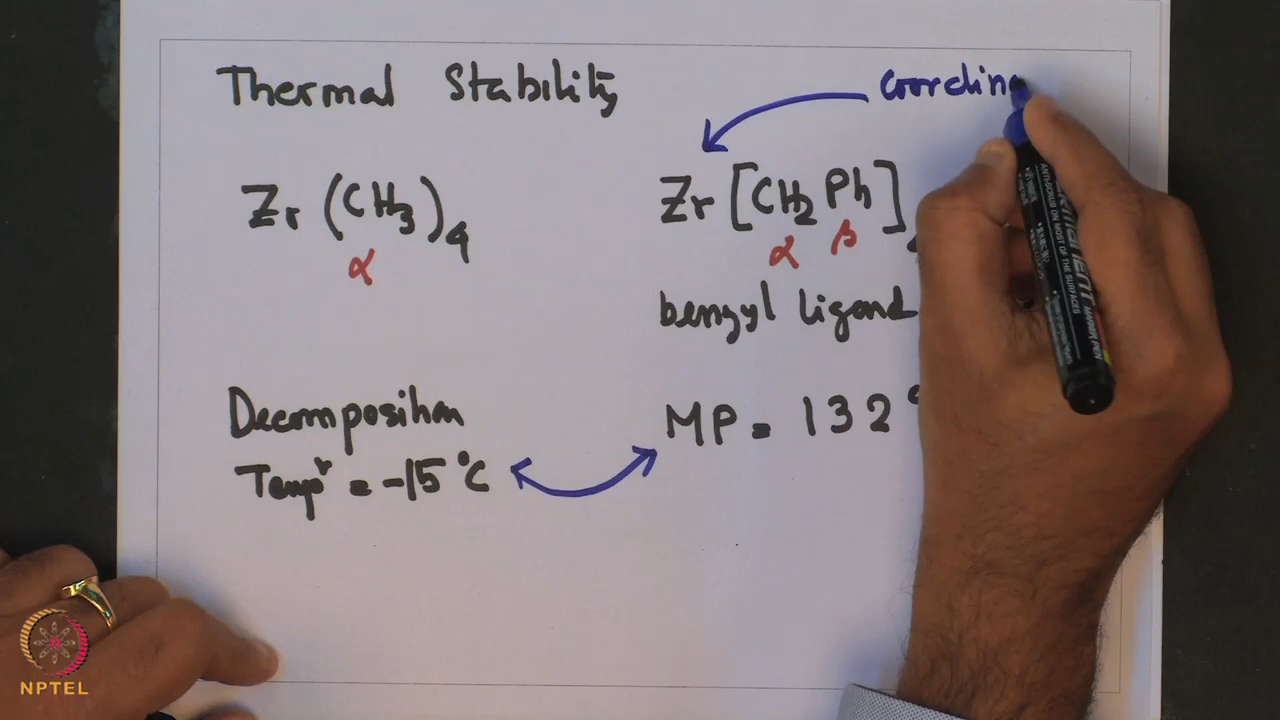 Thermal Stability
Coordina
Zr (CH3)4
Zr [CH2 Ph]
α
α β
benzyl ligand
Decomposition
Tempr = -15°C
MP = 132°
NPTEL